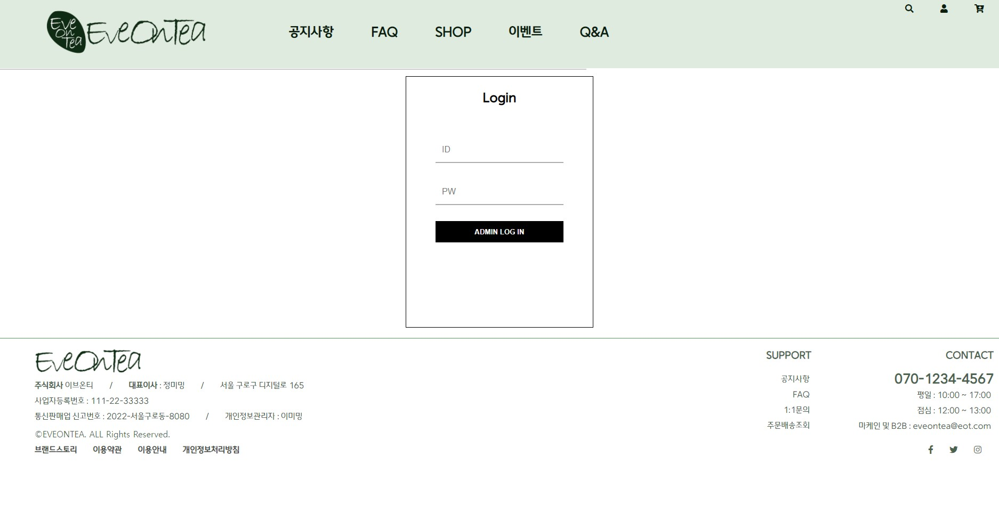 Eve On Tea EveOnTea
공지사항 FAQ SHOP 이벤트 Q&A
Login
ID
PW
ADMIN LOG IN
EveOnTea
주식회사 이브온티 / 대표이사 : 정미밍 / 서울 구로구 디지털로 165
사업자등록번호 : 111-22-33333
통신판매업 신고번호 : 2022-서울구로동-8080 / 개인정보관리자 : 이미밍
©EVEONTEA. ALL Rights Reserved.
브랜드스토리 이용약관 이용안내 개인정보처리방침
SUPPORT
공지사항
FAQ
1:1문의
주문배송조회
CONTACT
070-1234-4567
평일 : 10:00 ~ 17:00
점심 : 12:00 ~ 13:00
마케인 및 B2B : eveontea@eot.com